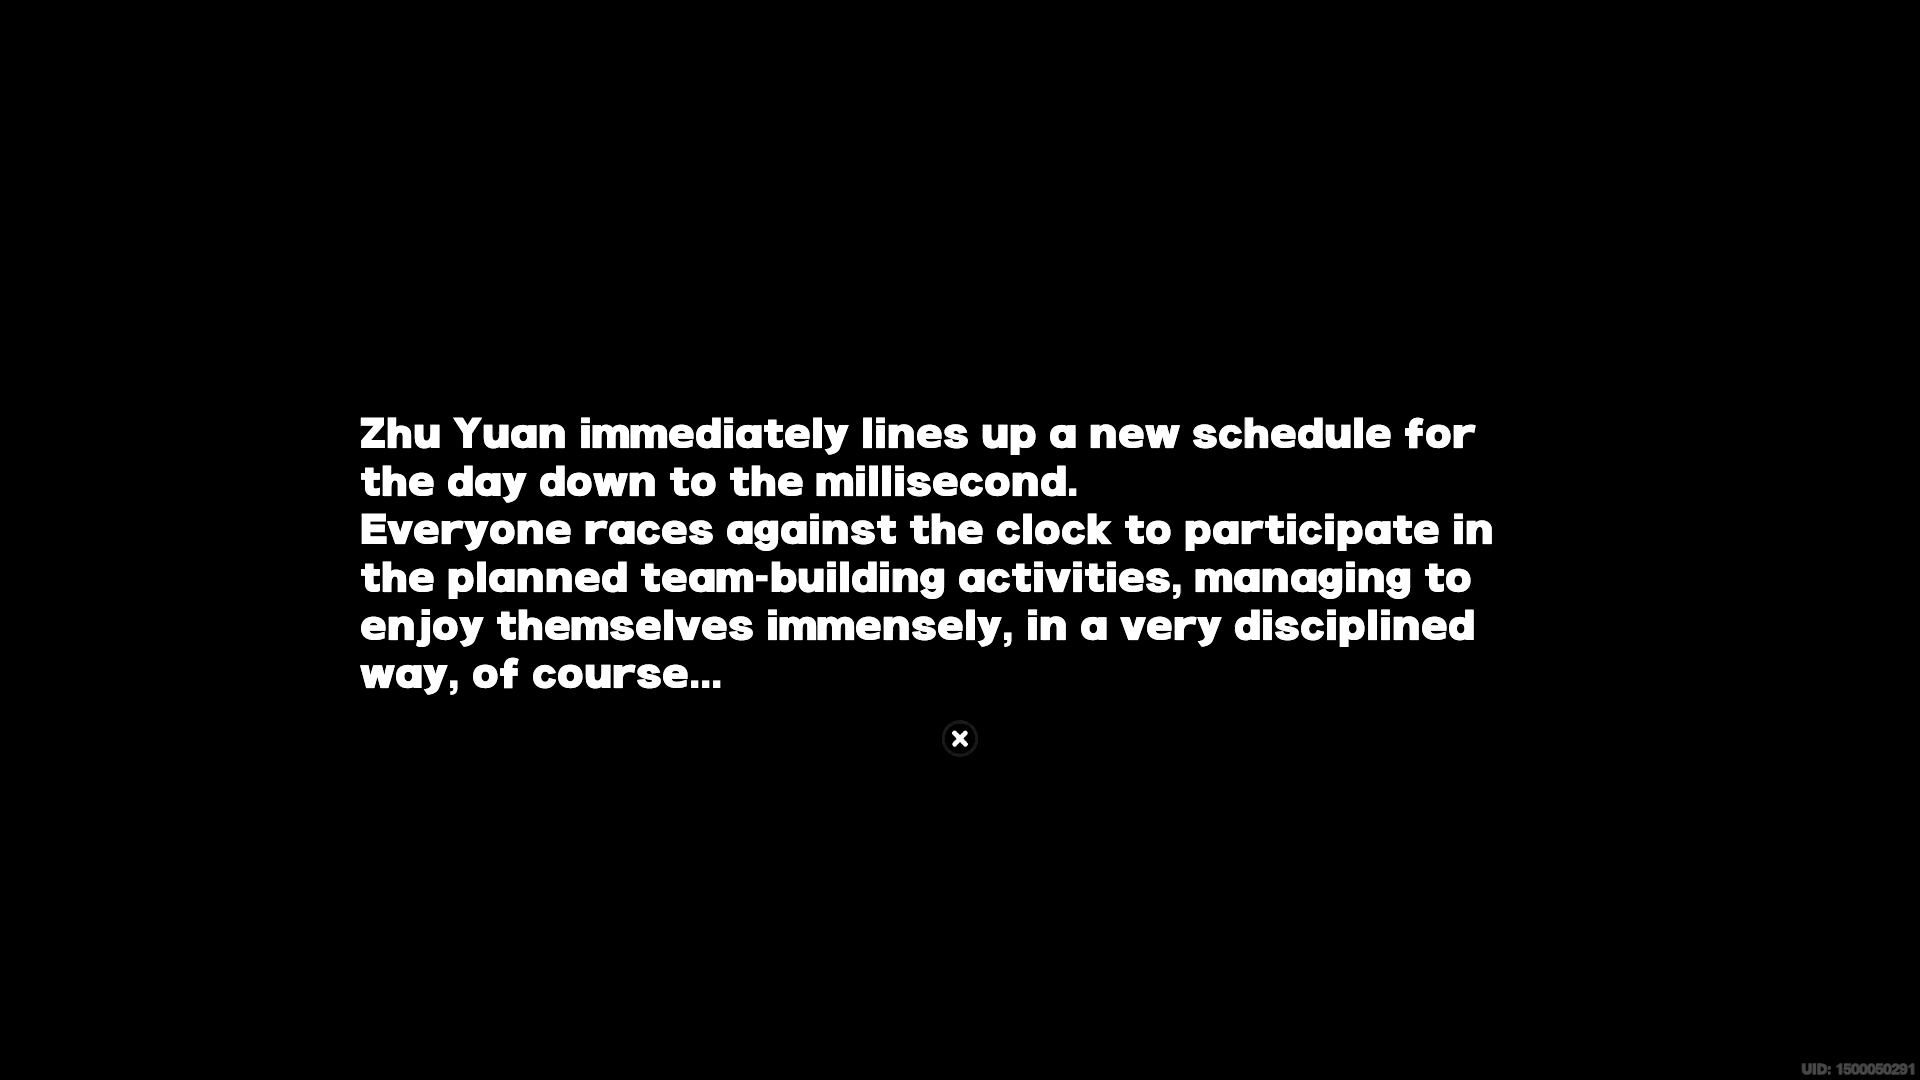 Zhu Yuan immediately lines up a new schedule for
the day down to the millisecond.
Everyone races against the clock to participate in
the planned team-building activities, managing to
enjoy themselves immensely, in a very disciplined
way, of course...
UID: 1500050291